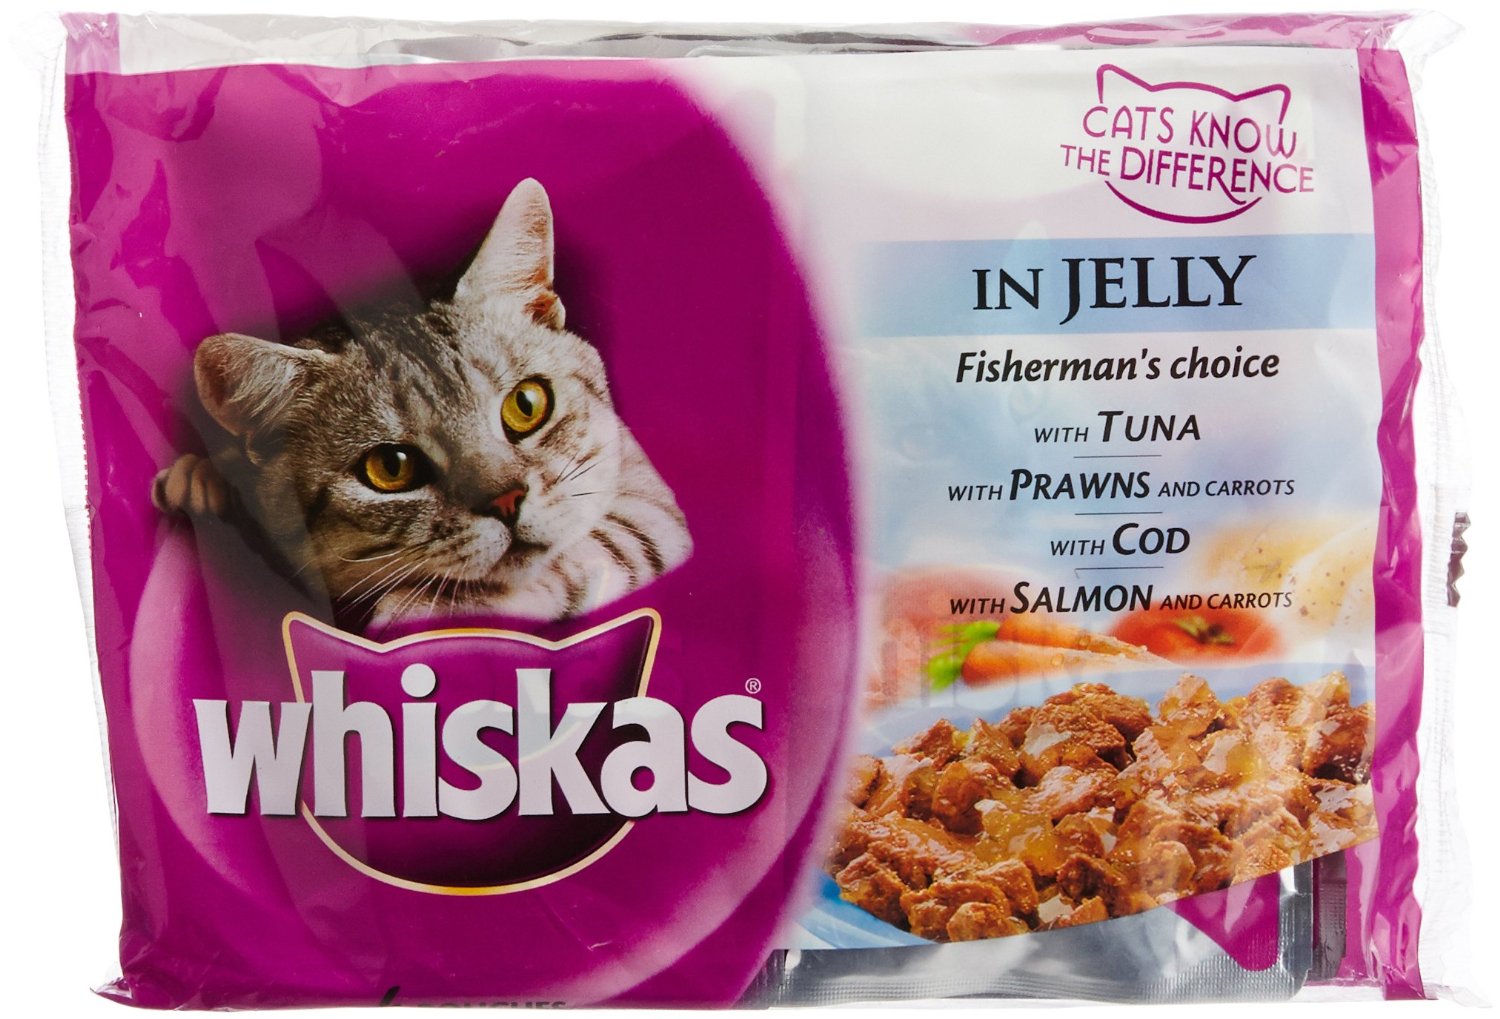 CATS KNOW
THE DIFFERENCE
IN JELLY
Fisherman's choice
WITH TUNA
WITH PRAWNS AND CARROTS
WITH COD
WITH SALMON AND CARROTS
whiskas®
POUCHES